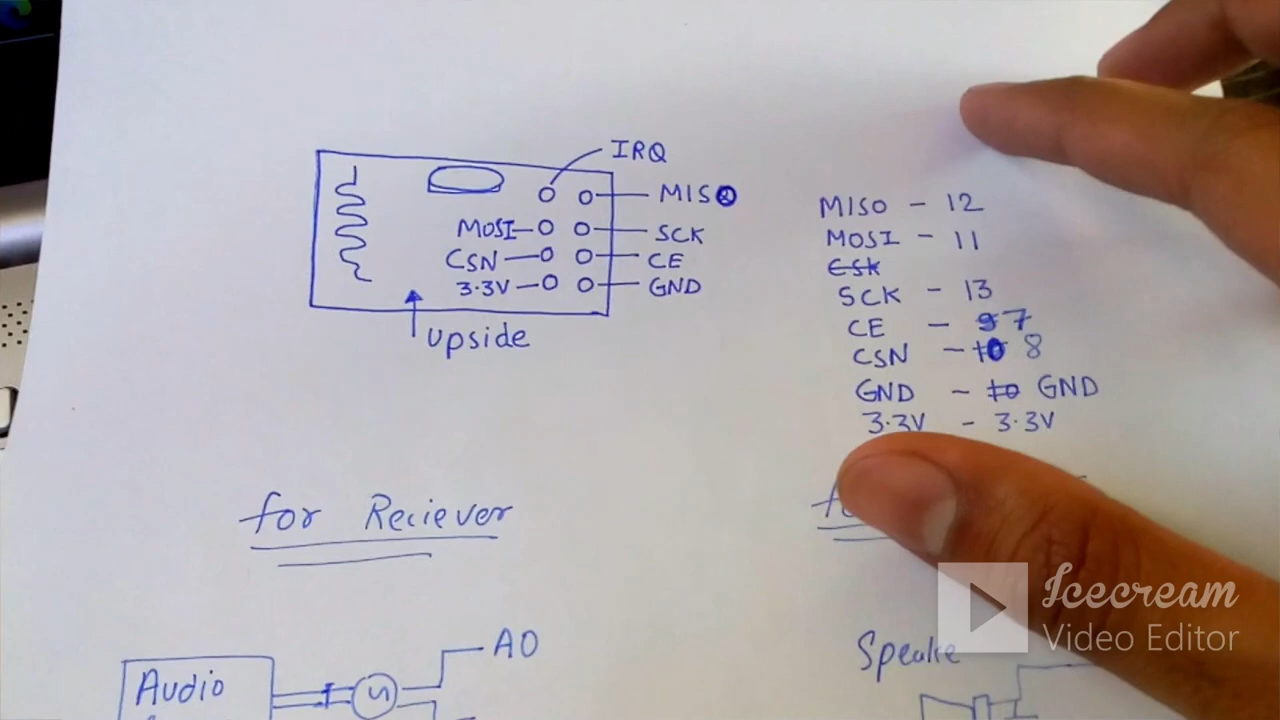 IRQ
MISO
MOSI
SCK
CSN
CE
3.3V
GND
upside
MISO - 12
MOSI - 11
CSK
SCK - 13
CE - 9 7
CSN - 10 8
GND - 10 GND
3.3V - 3.3V
for Reciever
Audio
A0
Speake
Icecream
Video Editor